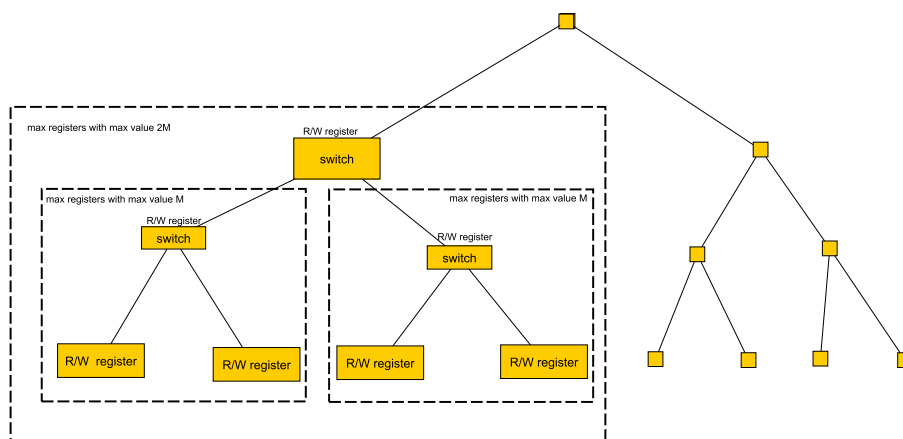 max registers with max value 2M
R/W register
switch
max registers with max value M
max registers with max value M
R/W register
switch
R/W register
switch
R/W  register
R/W register
R/W register
R/W register